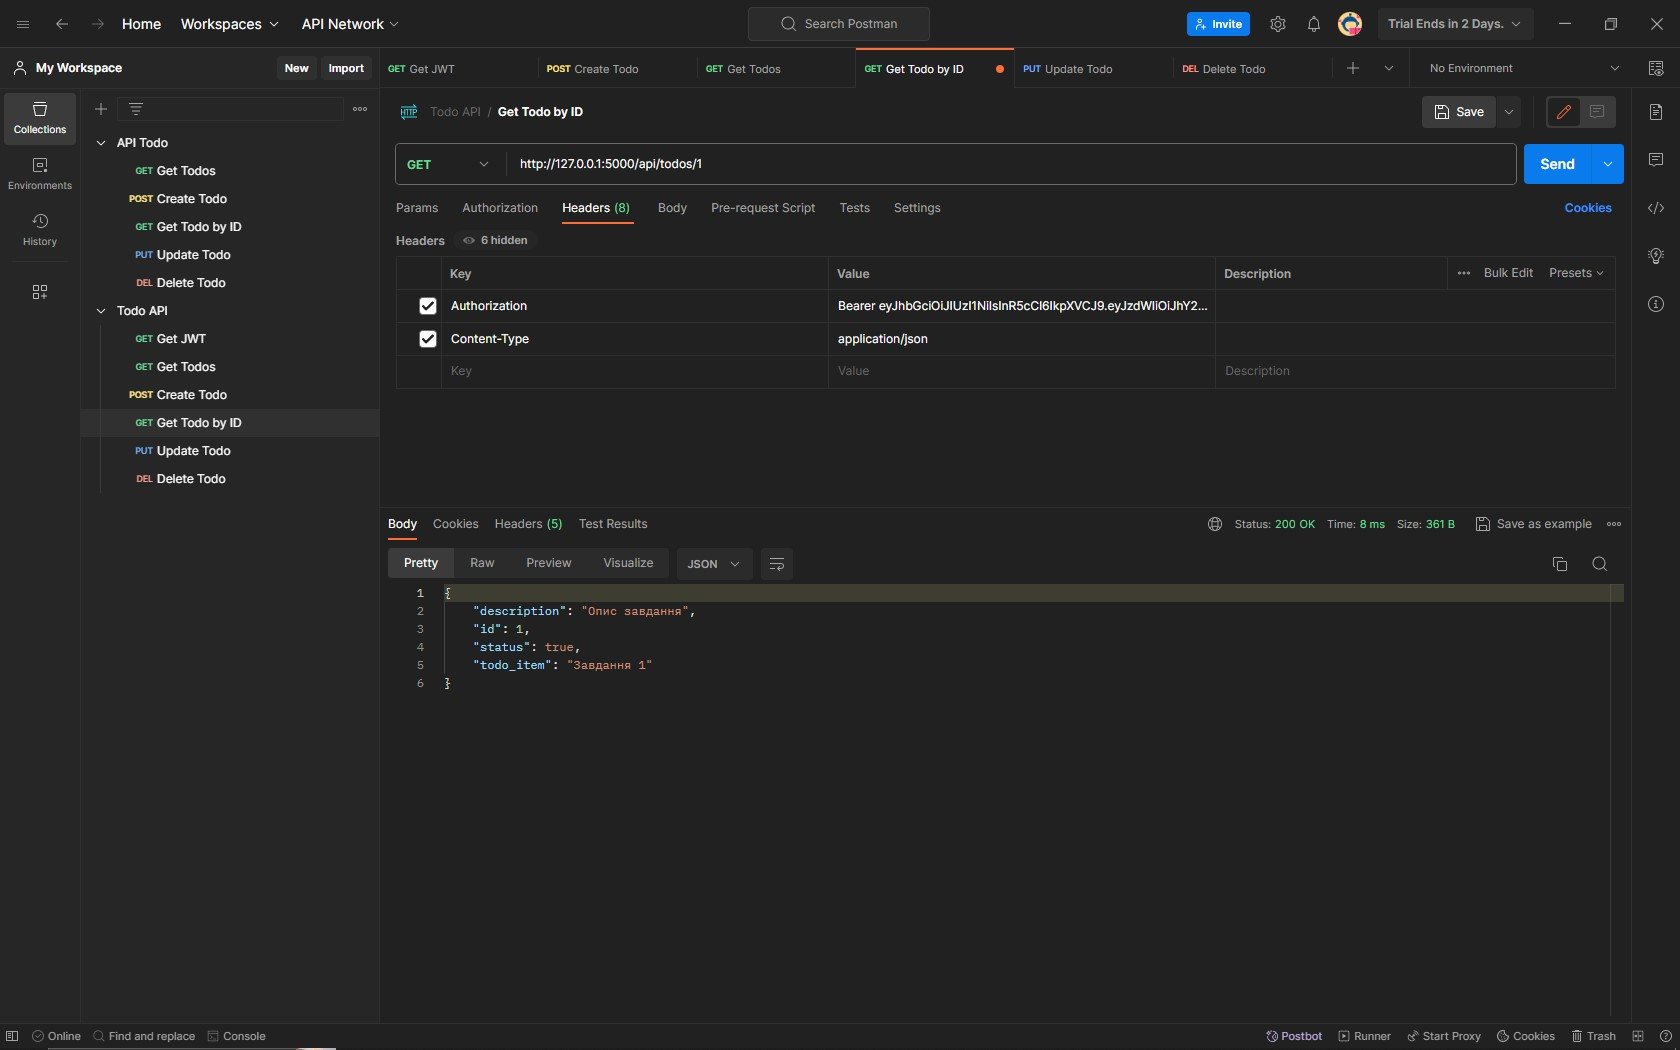 Home Workspaces API Network Search Postman Invite Trial Ends in 2 Days.
My Workspace New Import GET Get JWT POST Create Todo GET Get Todos GET Get Todo by ID PUT Update Todo DEL Delete Todo No Environment
Collections
Environments
History
API Todo
GET Get Todos
POST Create Todo
GET Get Todo by ID
PUT Update Todo
DEL Delete Todo
Todo API
GET Get JWT
GET Get Todos
POST Create Todo
GET Get Todo by ID
PUT Update Todo
DEL Delete Todo
HTTP Todo API / Get Todo by ID Save
GET http://127.0.0.1:5000/api/todos/1 Send
Params Authorization Headers (8) Body Pre-request Script Tests Settings Cookies
Headers 6 hidden
Key Value Description Bulk Edit Presets
Authorization Bearer eyJhbGciOiJIUzI1NiIsInR5cCI6IkpXVCJ9.eyJzdWIiOiJhY2...
Content-Type application/json
Key Value Description
Body Cookies Headers (5) Test Results Status: 200 OK Time: 8 ms Size: 361 B Save as example
Pretty Raw Preview Visualize JSON
1 {
2 "description": "Опис завдання",
3 "id": 1,
4 "status": true,
5 "todo_item": "Завдання 1"
6 }
Online Find and replace Console Postbot Runner Start Proxy Cookies Trash